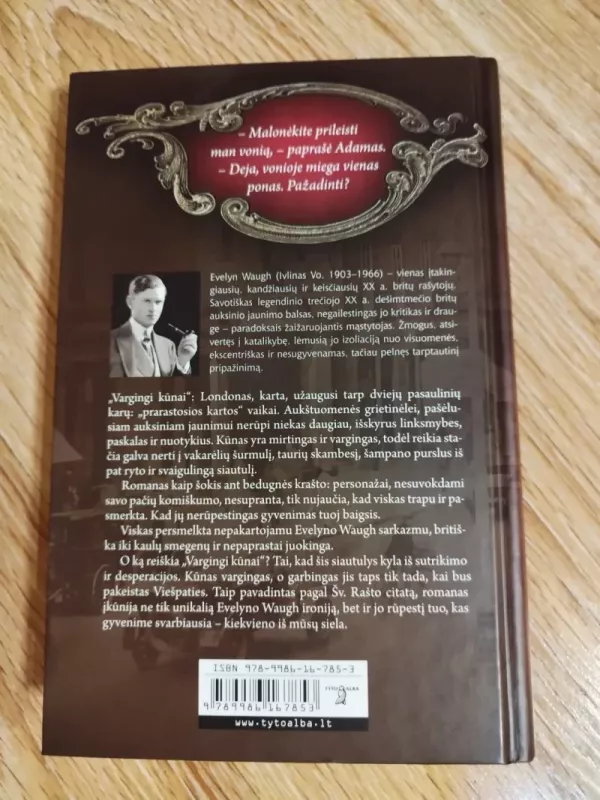 – Malonėkite prileisti
man vonią, – paprašė Adamas.
– Deja, vonioje miega vienas
ponas. Pažadinti?
Evelyn Waugh (Ivlinas Vo. 1903–1966) – vienas įtakin-
giausių, kandžiausių ir keisčiausių XX a. britų rašytojų.
Savotiškas legendinio trečiojo XX a. dešimtmečio britų
auksinio jaunimo balsas, negailestingas jo kritikas ir drau-
ge – paradoksais žaižaruojantis mąstytojas. Žmogus, atsi-
vertęs į katalikybę, lėmusią jo izoliaciją nuo visuomenės,
ekscentriškas ir nesugyvenamas, tačiau pelnęs tarptautinį
pripažinimą.
„Vargingi kūnai“: Londonas, karta, užaugusi tarp dviejų pasaulinių
karų: „prarastosios kartos“ vaikai. Aukštuomenės grietinėlei, pašėlu-
siam auksiniam jaunimui nerūpi niekas daugiau, išskyrus linksmybes,
paskalas ir nuotykius. Kūnas yra mirtingas ir vargingas, todėl reikia sta-
čia galva nerti į vakarėlių šurmulį, taurių skambesį, šampano purslus iš
pat ryto ir svaigulingą siautulį.
Romanas kaip šokis ant bedugnės krašto: personažai, nesuvokdami
savo pačių komiškumo, nesupranta, tik nujaučia, kad viskas trapu ir pa-
smerkta. Kad jų nerūpestingas gyvenimas tuoj baigsis.
Viskas persmelkta nepakartojamu Evelyno Waugh sarkazmu, britiš-
ka iki kaulų smegenų ir nepaprastai juokinga.
O ką reiškia „Vargingi kūnai“? Tai, kad šis siautulys kyla iš sutrikimo
ir desperacijos. Kūnas vargingas, o garbingas jis taps tik tada, kai bus
pakeistas Viešpaties. Taip pavadintas pagal Šv. Rašto citatą, romanas
įkūnija ne tik unikalią Evelyno Waugh ironiją, bet ir jo rūpestį tuo, kas
gyvenime svarbiausia – kiekvieno iš mūsų siela.
ISBN 978-9986-16-785-3
TYTO ALBA
9 789986 167853
www.tytoalba.lt